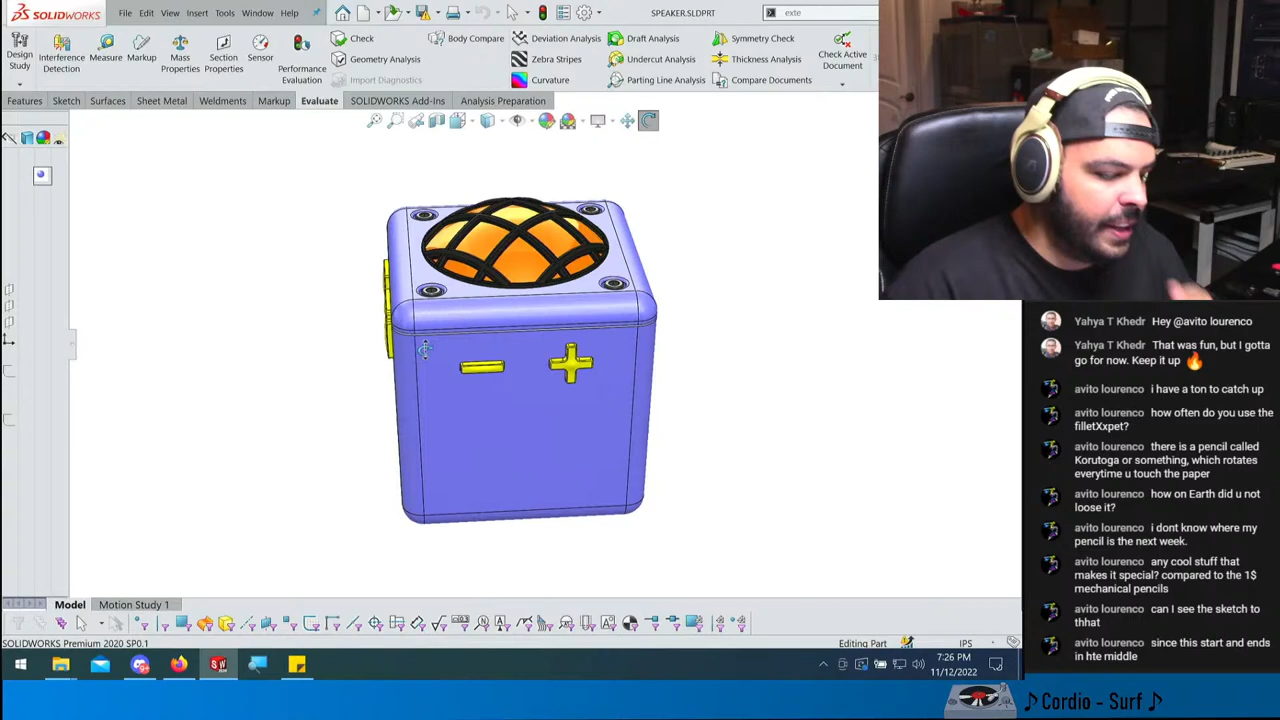 SOLIDWORKS
File Edit View Insert Tools Window Help
SPEAKER.SLDPRT
exte
Design Study
Interference Detection
Measure
Markup
Mass Properties
Section Properties
Sensor
Performance Evaluation
Check
Geometry Analysis
Import Diagnostics
Body Compare
Deviation Analysis
Zebra Stripes
Curvature
Draft Analysis
Undercut Analysis
Parting Line Analysis
Symmetry Check
Thickness Analysis
Compare Documents
Check Active Document
Features Sketch Surfaces Sheet Metal Weldments Markup Evaluate SOLIDWORKS Add-Ins Analysis Preparation
Yahya T Khedr Hey @avito lourenco
Yahya T Khedr That was fun, but I gotta
go for now. Keep it up
avito lourenco i have a ton to catch up
avito lourenco how often do you use the
filletXxpet?
avito lourenco there is a pencil called
Korutoga or something, which rotates
everytime u touch the paper
avito lourenco how on Earth did u not
loose it?
avito lourenco i dont know where my
pencil is the next week.
avito lourenco any cool stuff that
makes it special? compared to the 1$
mechanical pencils
avito lourenco can I see the sketch to
thhat
avito lourenco since this start and ends
in hte middle
Model Motion Study 1
SOLIDWORKS Premium 2020 SP0.1
Editing Part
IPS
7:26 PM
11/12/2022
♪ Cordio - Surf ♪